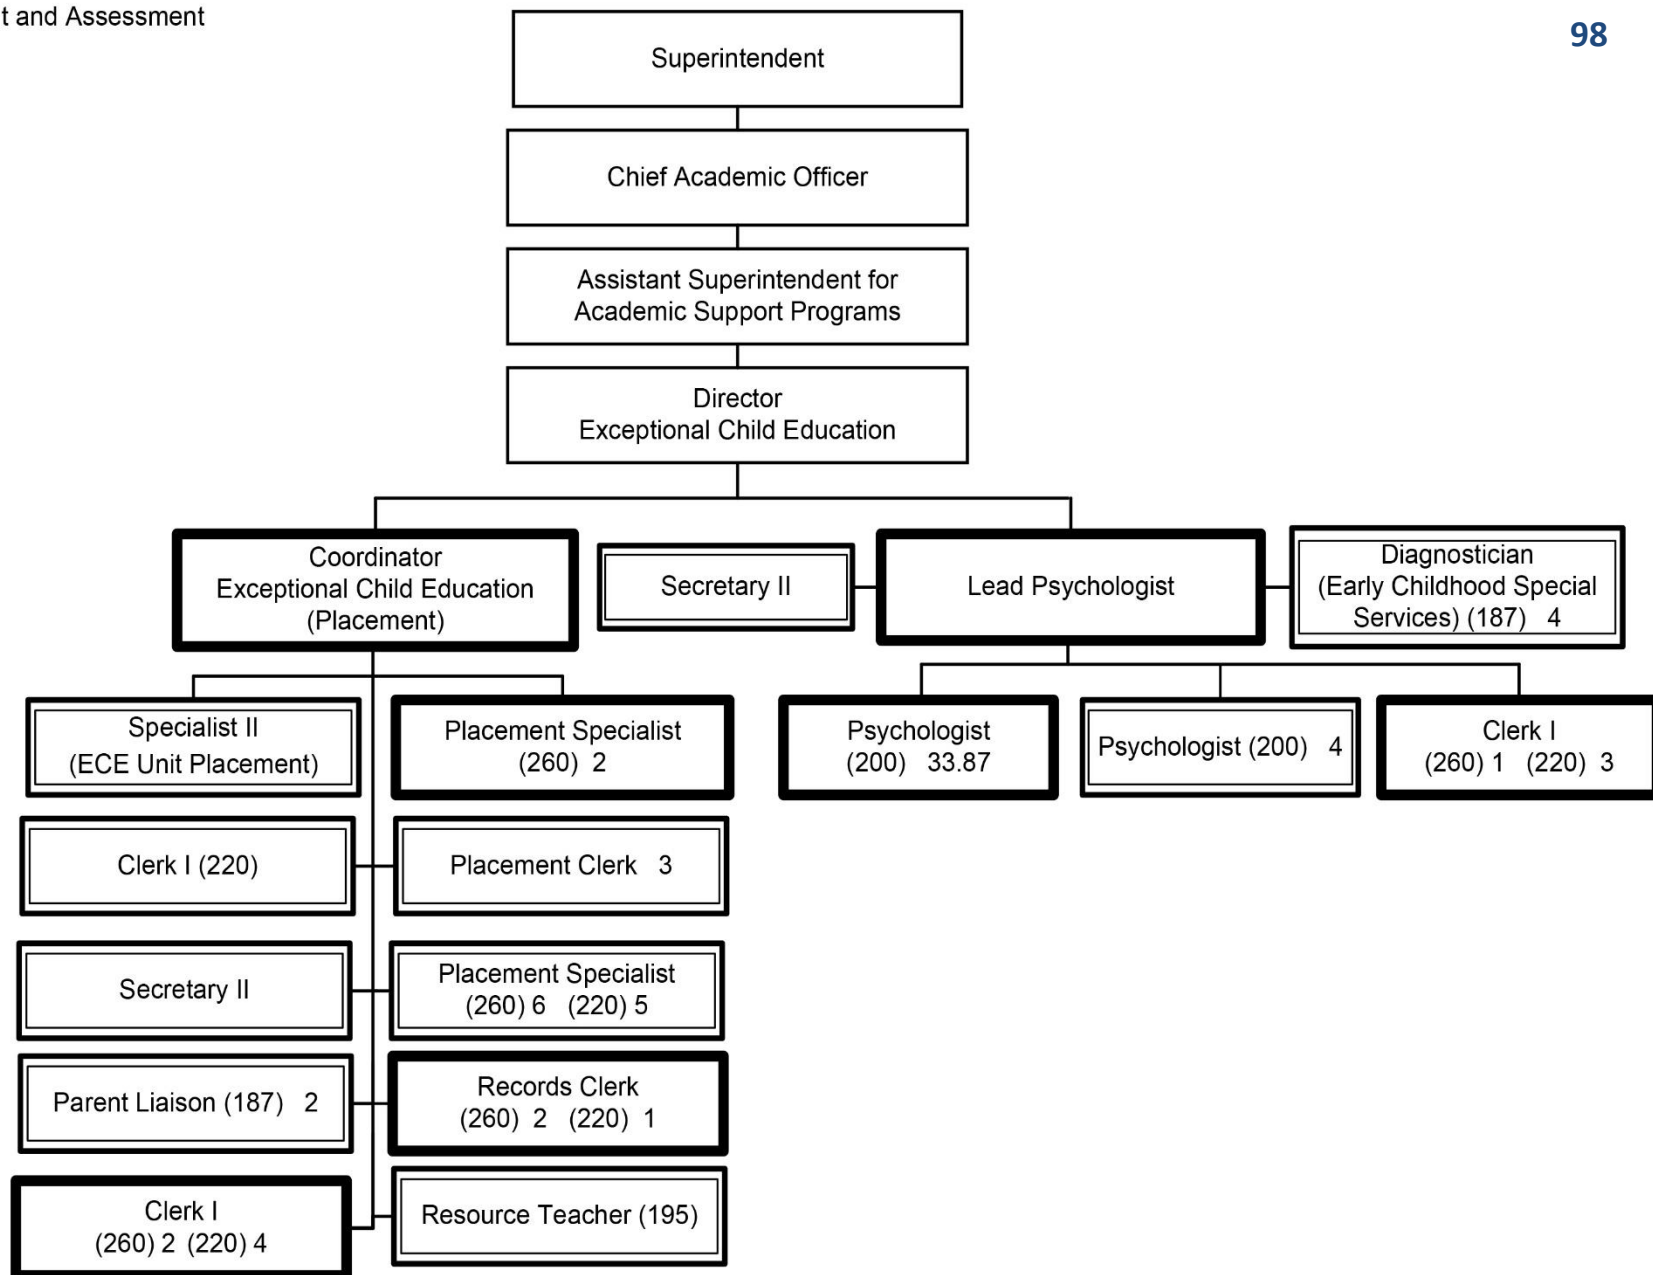 t and Assessment
98
Superintendent
Chief Academic Officer
Assistant Superintendent for
Academic Support Programs
Director
Exceptional Child Education
Coordinator
Exceptional Child Education
(Placement)
Secretary II
Lead Psychologist
Diagnostician
(Early Childhood Special
Services) (187) 4
Specialist II
(ECE Unit Placement)
Placement Specialist
(260) 2
Psychologist
(200) 33.87
Psychologist (200) 4
Clerk I
(260) 1 (220) 3
Clerk I (220)
Placement Clerk 3
Secretary II
Placement Specialist
(260) 6 (220) 5
Parent Liaison (187) 2
Records Clerk
(260) 2 (220) 1
Clerk I
(260) 2 (220) 4
Resource Teacher (195)